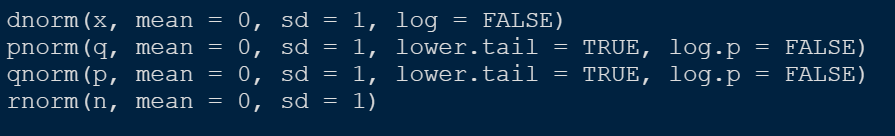 dnorm(x, mean = 0, sd = 1, log = FALSE)
pnorm(q, mean = 0, sd = 1, lower.tail = TRUE, log.p = FALSE)
qnorm(p, mean = 0, sd = 1, lower.tail = TRUE, log.p = FALSE)
rnorm(n, mean = 0, sd = 1)